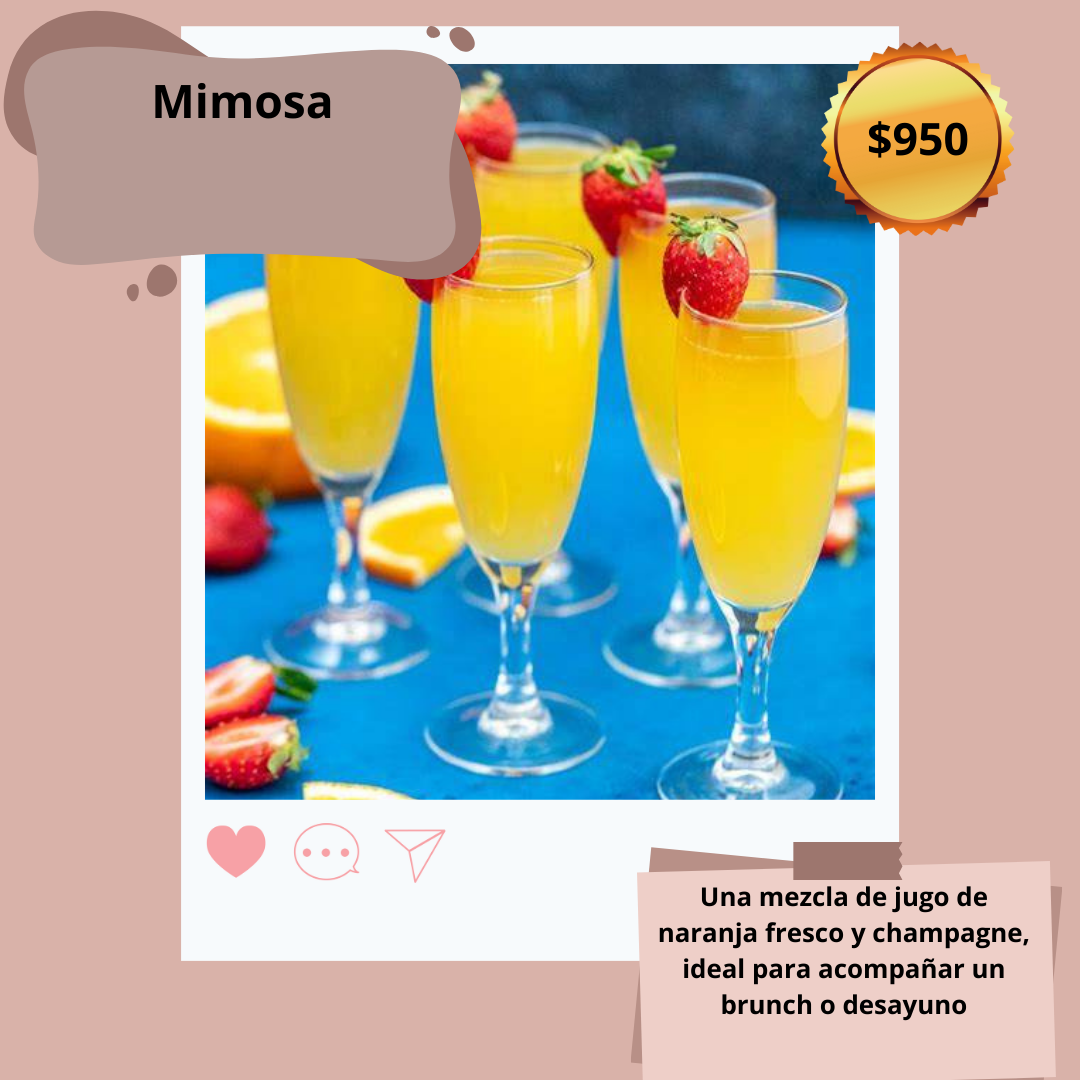 Mimosa
$950
Una mezcla de jugo de
naranja fresco y champagne,
ideal para acompañar un
brunch o desayuno